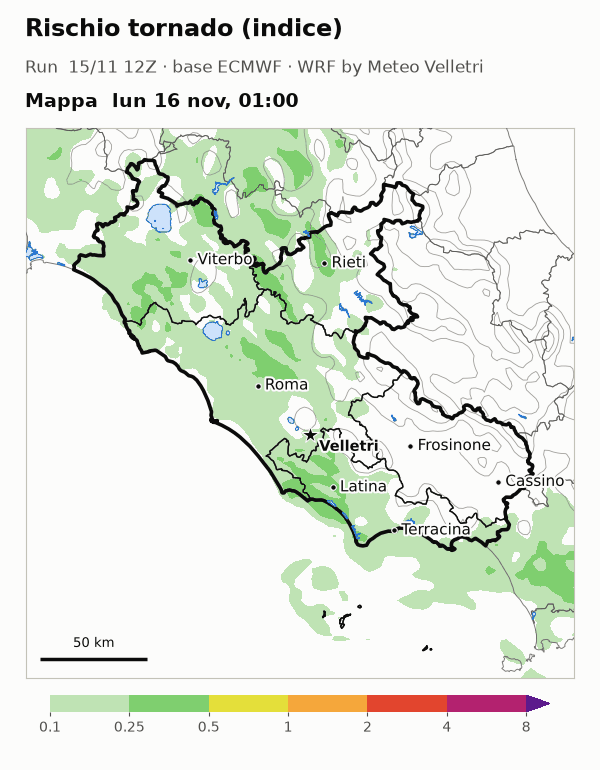 Rischio tornado (indice)
Run  15/11 12Z · base ECMWF · WRF by Meteo Velletri
Mappa  lun 16 nov, 01:00
Viterbo
Rieti
Roma
Velletri
Frosinone
Cassino
Latina
Terracina
50 km
0.1 0.25 0.5 1 2 4 8